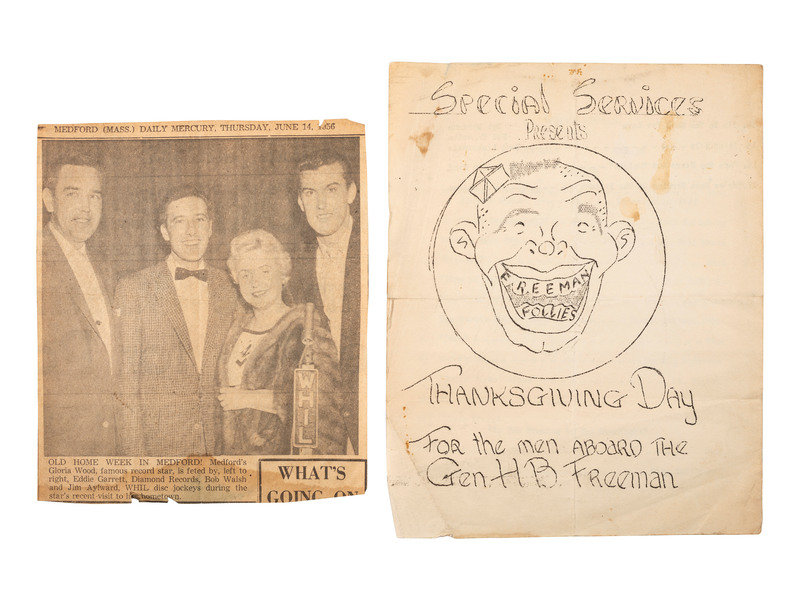 MEDFORD (MASS.) DAILY MERCURY, THURSDAY, JUNE 14, 1956
WHIL
OLD HOME WEEK IN MEDFORD! Medford's
Gloria Wood, famous record star, is feted by, left to
right, Eddie Garrett, Diamond Records, Bob Walsh
and Jim Aylward, WHIL disc jockeys during the
star's recent visit to her hometown.
WHAT'S
GOING ON
Special Services
Presents
FREEMAN
FOLLIES
THANKSGIVING DAY
FOR the men ABOARD THE
Gen. H.B. Freeman